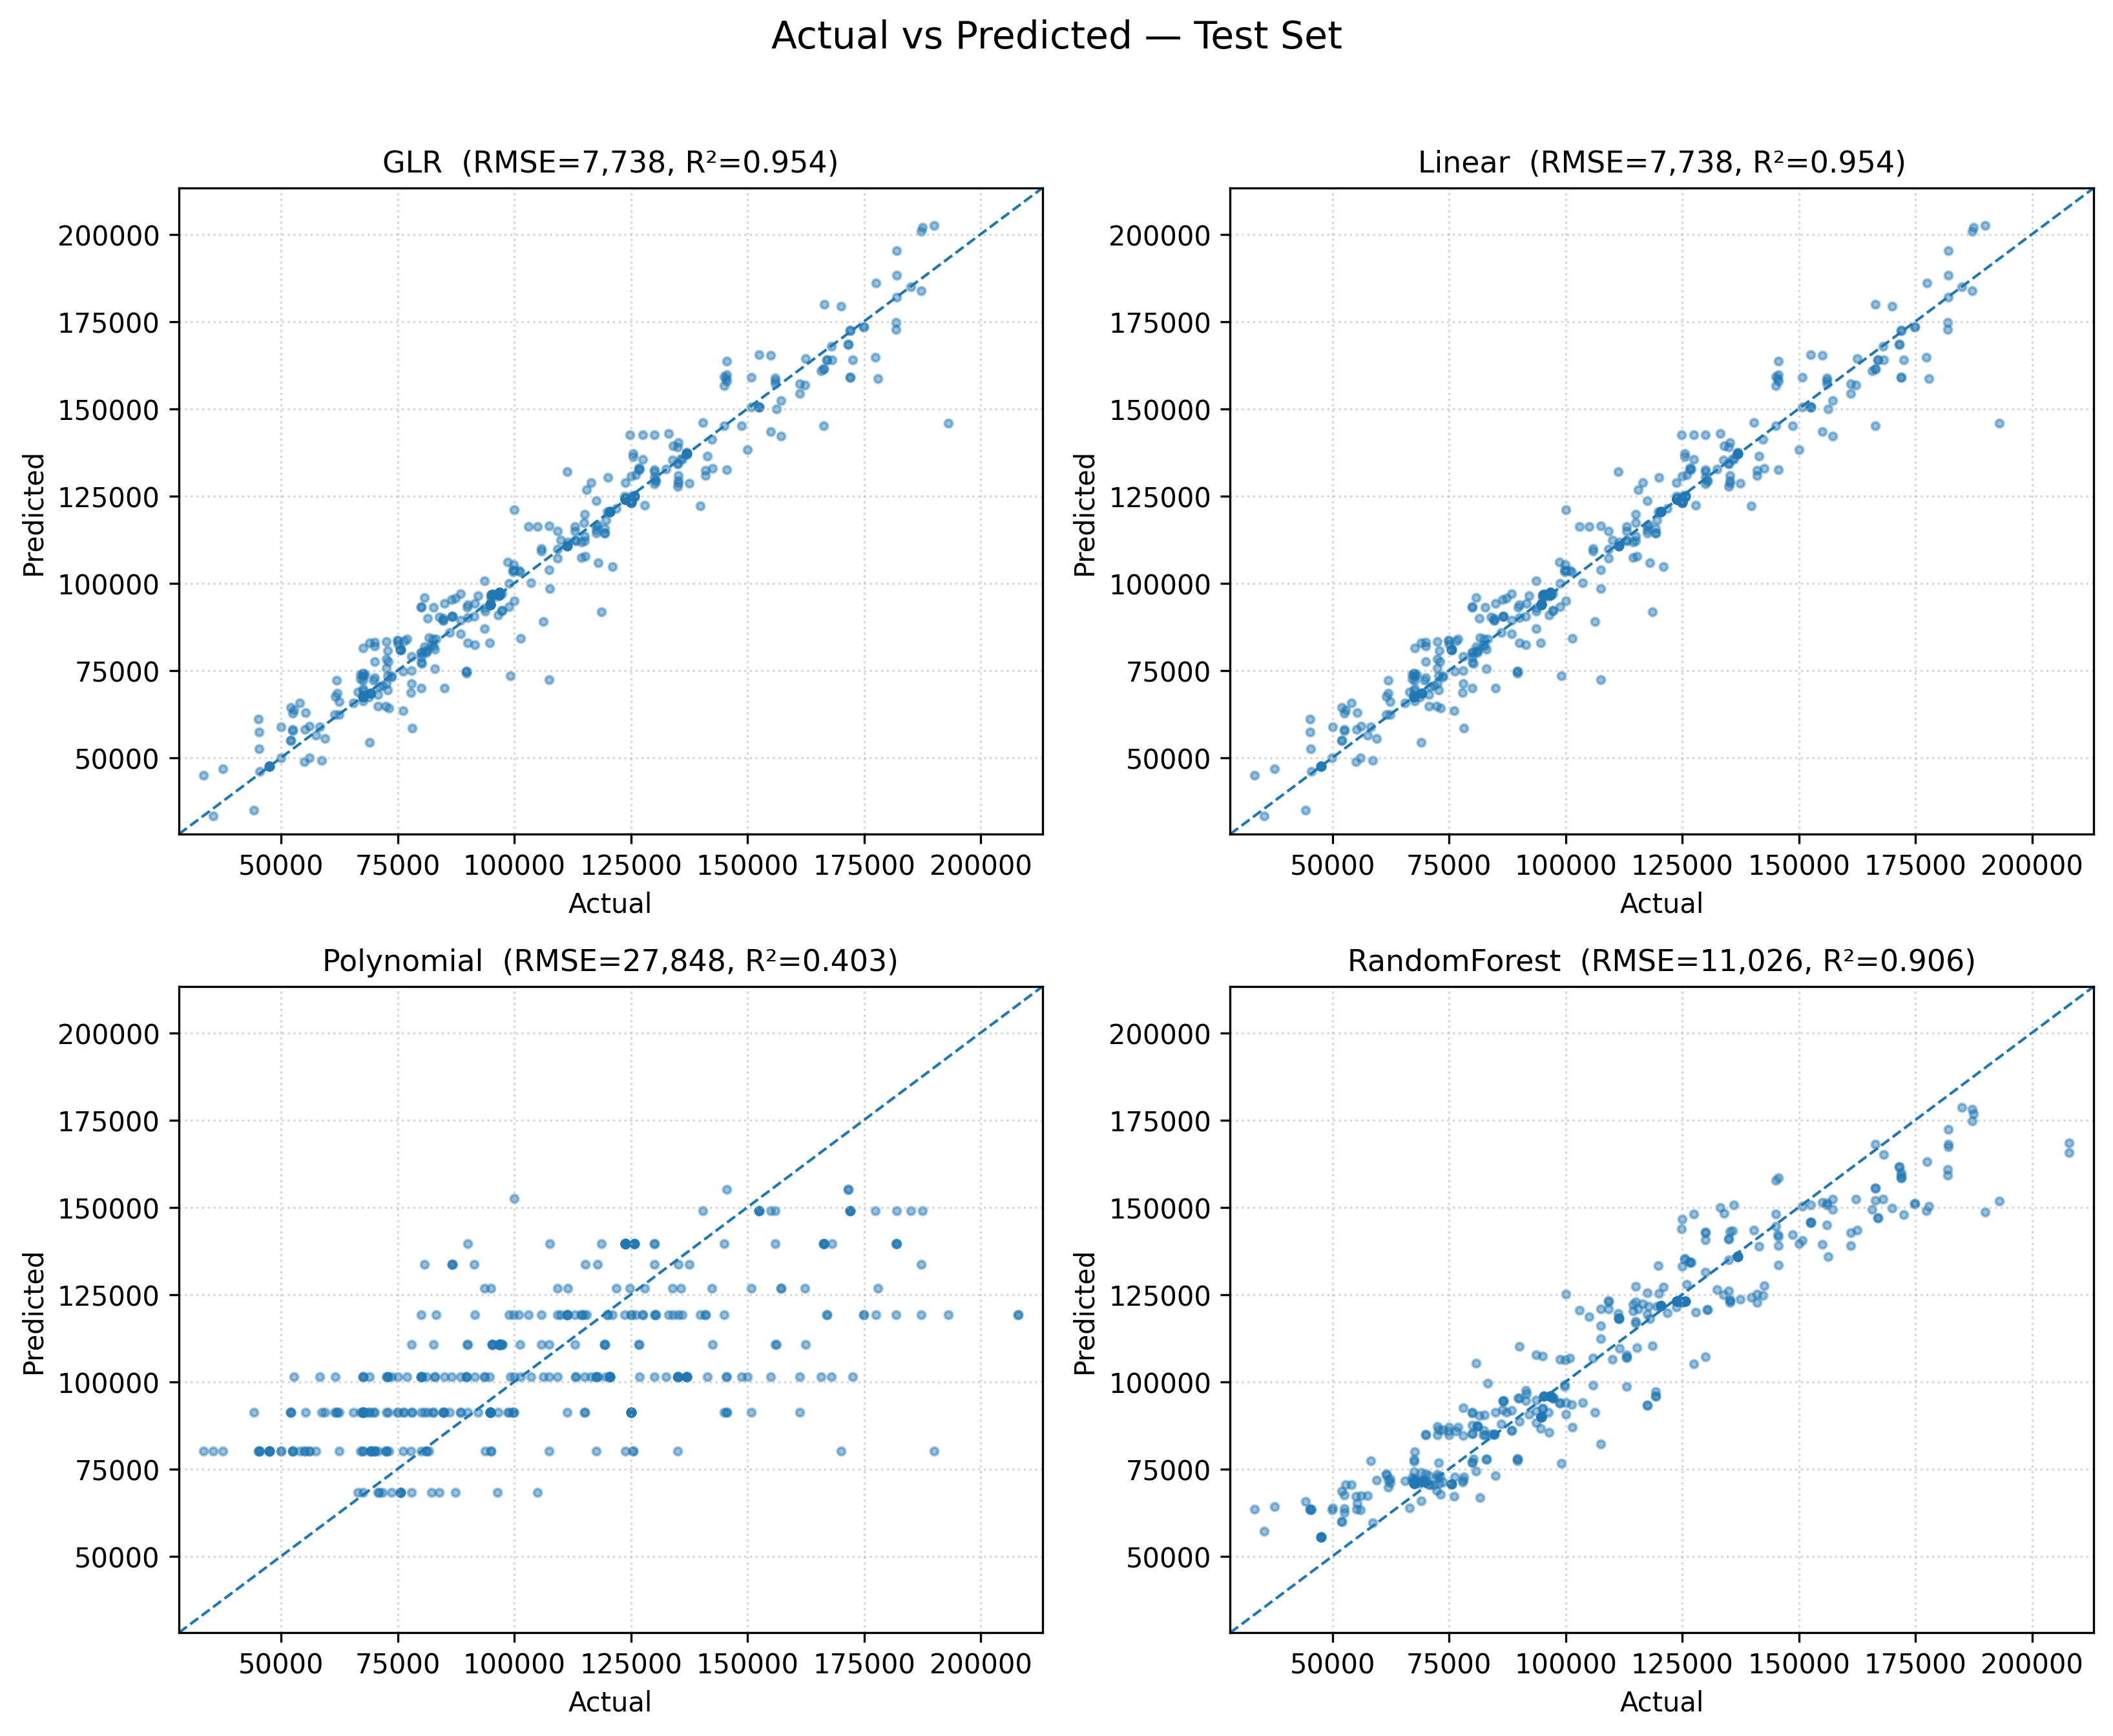 Actual vs Predicted — Test Set
GLR (RMSE=7,738, R²=0.954)
200000
175000
150000
125000
100000
75000
50000
Predicted
50000 75000 100000 125000 150000 175000 200000
Actual
Linear (RMSE=7,738, R²=0.954)
200000
175000
150000
125000
100000
75000
50000
Predicted
50000 75000 100000 125000 150000 175000 200000
Actual
Polynomial (RMSE=27,848, R²=0.403)
200000
175000
150000
125000
100000
75000
50000
Predicted
50000 75000 100000 125000 150000 175000 200000
Actual
RandomForest (RMSE=11,026, R²=0.906)
200000
175000
150000
125000
100000
75000
50000
Predicted
50000 75000 100000 125000 150000 175000 200000
Actual